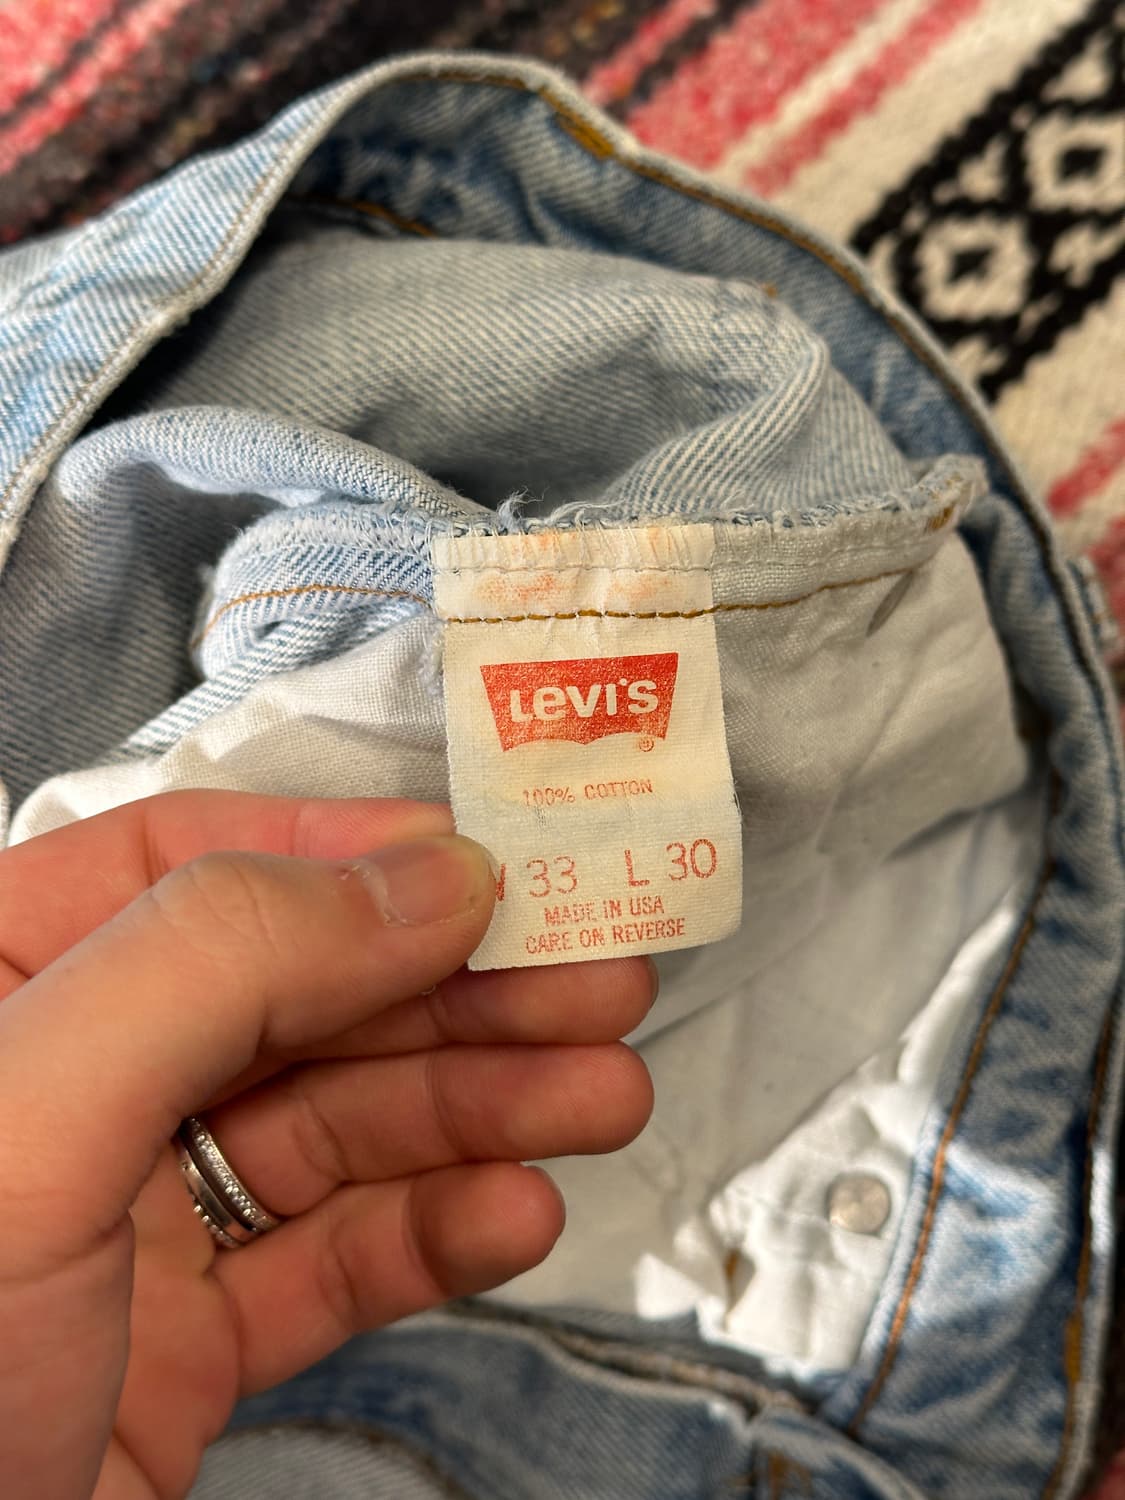 Levi's ®
100% COTTON
W 33 L 30
MADE IN USA
CARE ON REVERSE